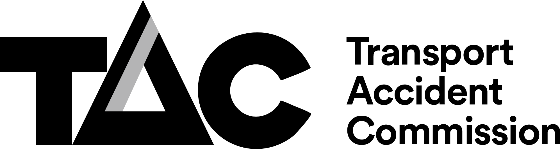 TAC
Transport
Accident
Commission